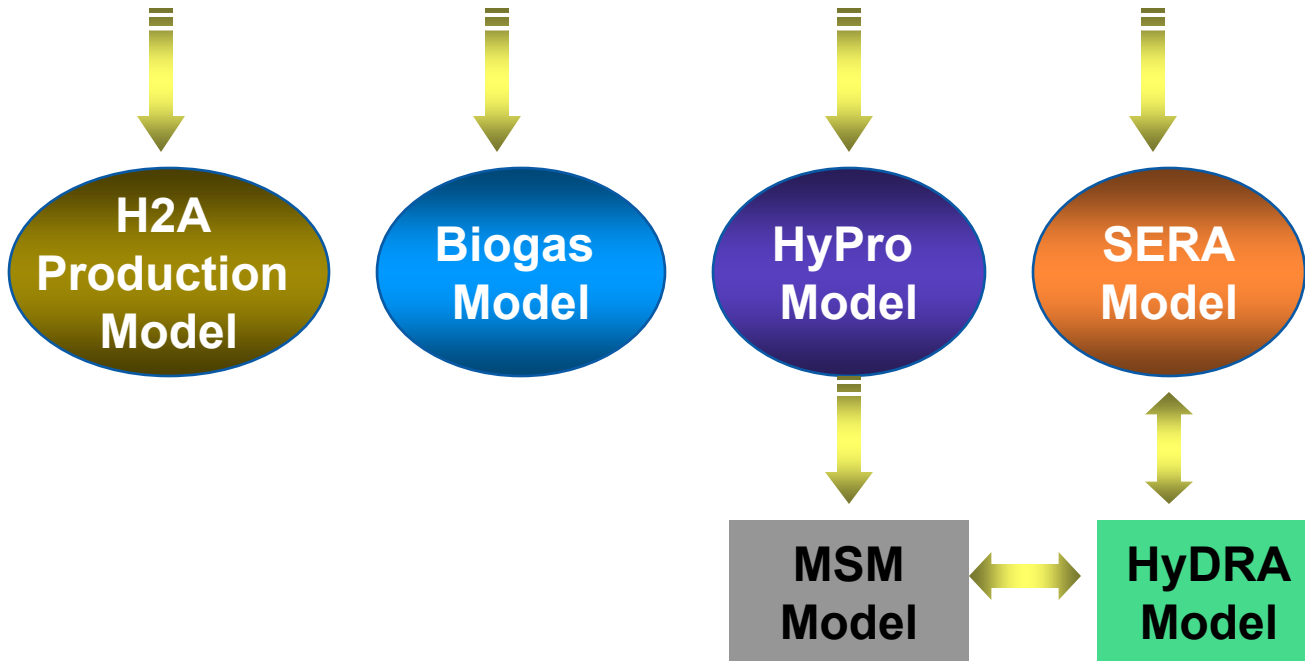 H2A
Production
Model
Biogas
Model
HyPro
Model
SERA
Model
MSM
Model
HyDRA
Model